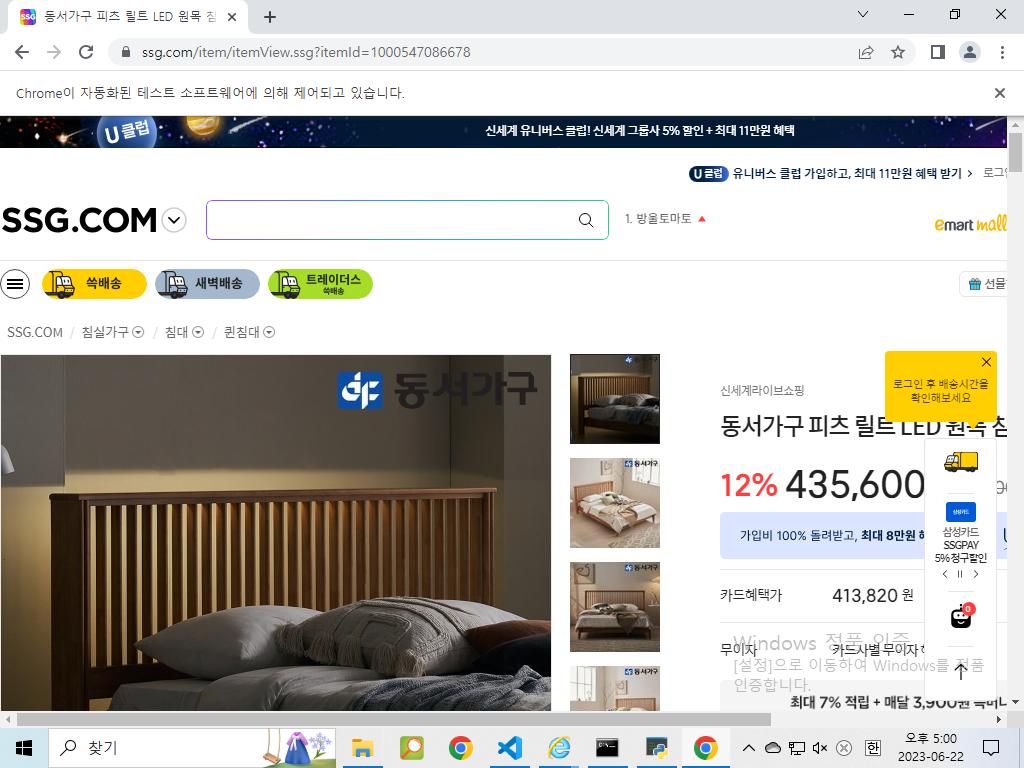 동서가구 피츠 릴트 LED 원목 침
ssg.com/item/itemView.ssg?itemId=1000547086678
Chrome이 자동화된 테스트 소프트웨어에 의해 제어되고 있습니다.
U클럽
신세계 유니버스 클럽! 신세계 그룹사 5% 할인 + 최대 11만원 혜택
U 클럽 유니버스 클럽 가입하고, 최대 11만원 혜택 받기
로그인
SSG.COM
1. 방울토마토
emart mall
쓱배송
새벽배송
트레이더스
쓱배송
선물
SSG.COM / 침실가구 / 침대 / 퀸침대
동서가구
신세계라이브쇼핑
로그인 후 배송시간을
확인해보세요
동서가구 피츠 릴트 LED 원목 침
12% 435,600
가입비 100% 돌려받고, 최대 8만원 혜
삼성카드
삼성카드
SSGPAY
5% 청구할인
카드혜택가 413,820 원
0
무이자 카드사별 무이자
Windows 정품 인증
[설정]으로 이동하여 Windows를 정품
인증합니다.
최대 7% 적립 + 매달 3,900원 쓱머니
찾기
한
오후 5:00
2023-06-22